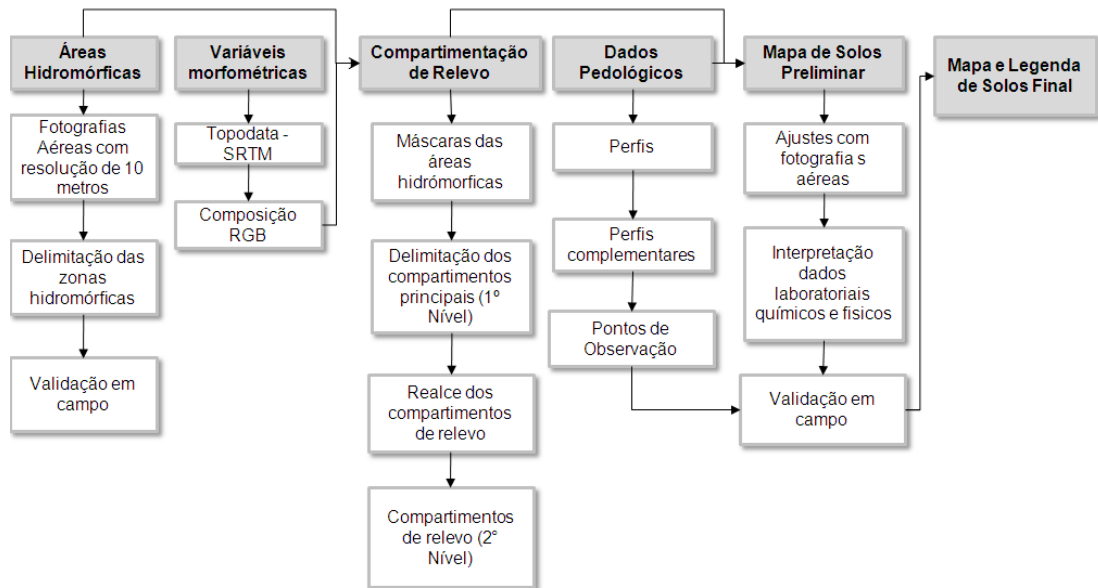 Áreas
Hidromórficas
Fotografias
Aéreas com
resolução de 10
metros
Delimitação das
zonas
hidromórficas
Validação em
campo
Variáveis
morfométricas
Topodata -
SRTM
Composição
RGB
Compartimentação
de Relevo
Máscaras das
áreas
hidrómorficas
Delimitação dos
compartimentos
principais (1º
Nível)
Realce dos
compartimentos
de relevo
Compartimentos
de relevo (2° 
Nível)
Dados
Pedológicos
Perfis
Perfis
complementares
Pontos de
Observação
Mapa de Solos
Preliminar
Ajustes com
fotografia s
aéreas
Interpretação
dados
laboratoriais
químicos e fisicos
Validação em
campo
Mapa e Legenda
de Solos Final